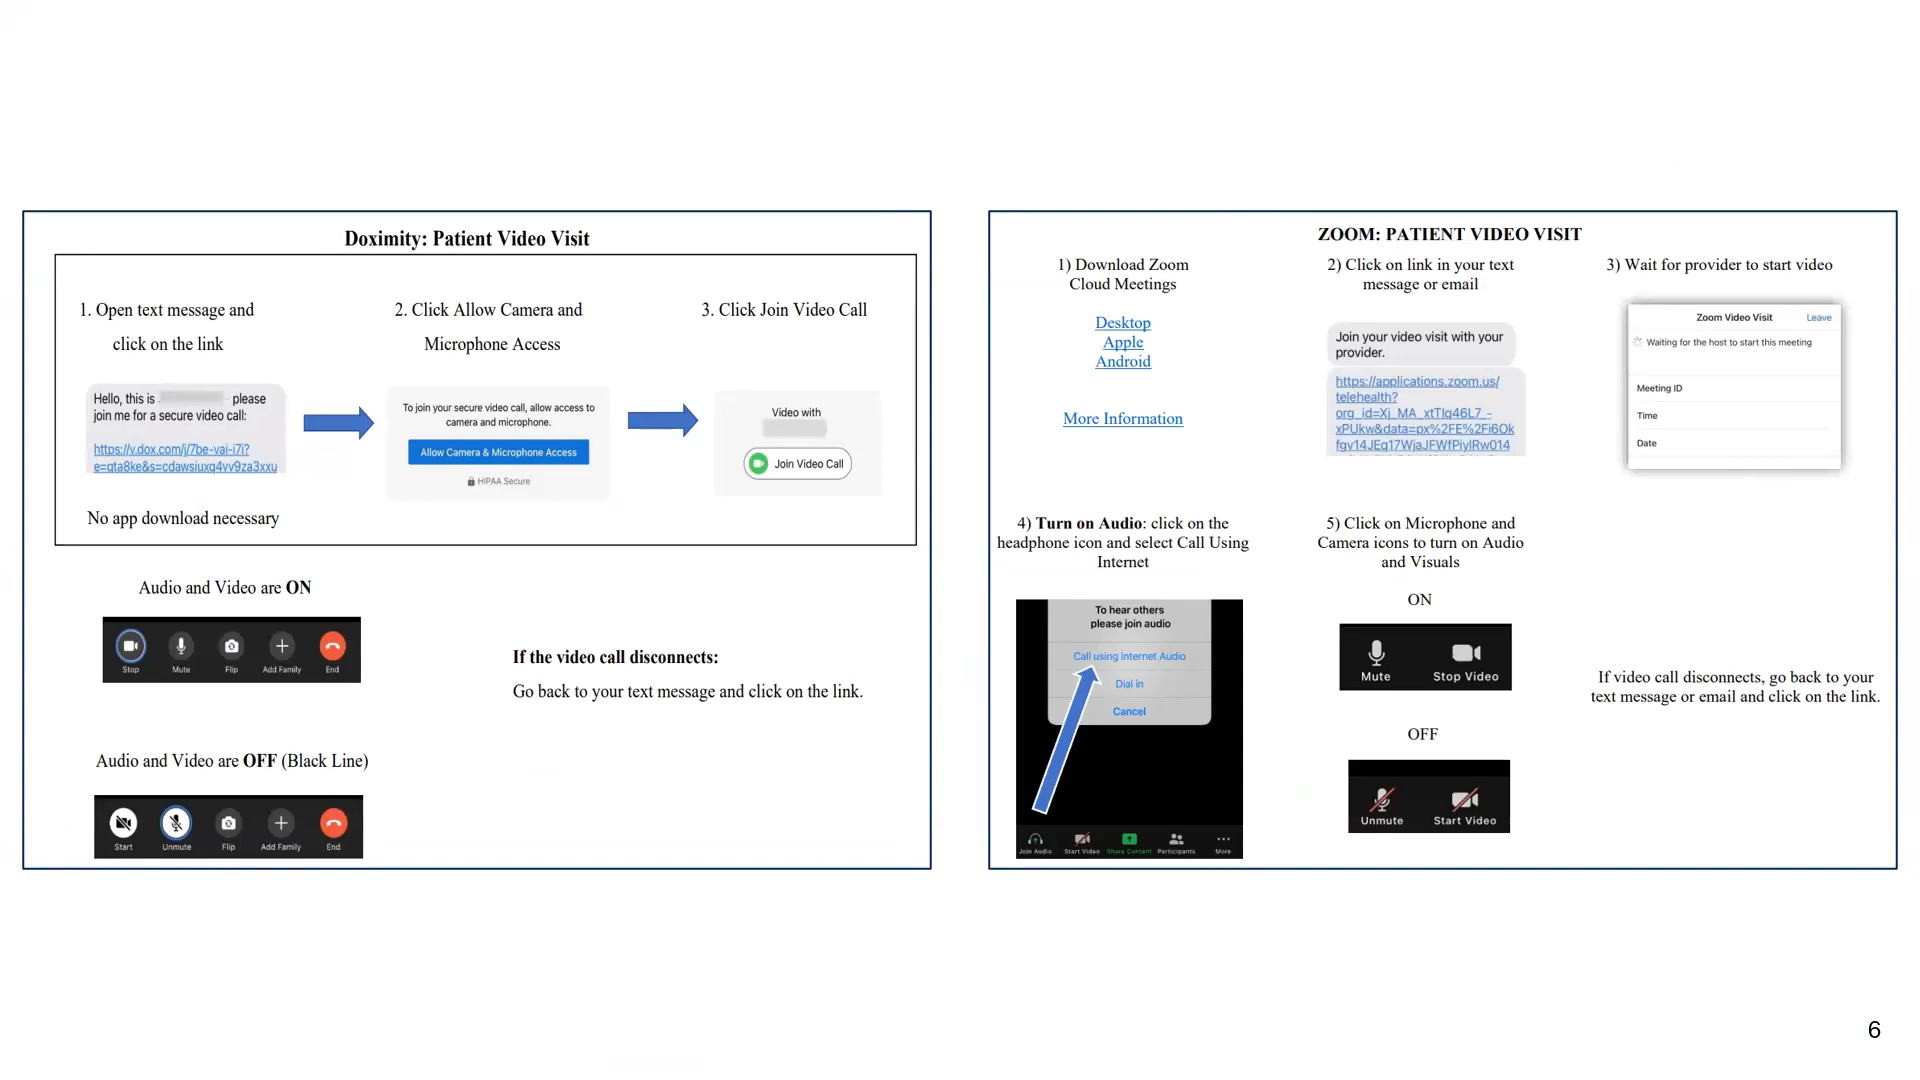 Doximity: Patient Video Visit
1. Open text message and
click on the link
2. Click Allow Camera and
Microphone Access
3. Click Join Video Call
Hello, this is please
join me for a secure video call:
https://v.dox.com/j/7be-vai-i7i?
e=qta8ke&s=cdawsiuxq4vv9za3xxu
To join your secure video call, allow access to
camera and microphone.
Allow Camera & Microphone Access
HIPAA Secure
Video with
Join Video Call
No app download necessary
Audio and Video are ON
Stop Mute Flip Add Family End
If the video call disconnects:
Go back to your text message and click on the link.
Audio and Video are OFF (Black Line)
Start Unmute Flip Add Family End
ZOOM: PATIENT VIDEO VISIT
1) Download Zoom
Cloud Meetings
Desktop
Apple
Android
More Information
2) Click on link in your text
message or email
Join your video visit with your
provider.
https://applications.zoom.us/
telehealth?
org_id=Xj_MA_xtTIq46L7_-
xPUkw&data=px%2FE%2Fi6Ok
fgv14JEq17WjaJFWfPiylRw014
3) Wait for provider to start video
Zoom Video Visit Leave
Waiting for the host to start this meeting
Meeting ID
Time
Date
4) Turn on Audio: click on the
headphone icon and select Call Using
Internet
To hear others
please join audio
Call using Internet Audio
Dial in
Cancel
Join Audio Start Video Share Content Participants More
5) Click on Microphone and
Camera icons to turn on Audio
and Visuals
ON
Mute Stop Video
OFF
Unmute Start Video
If video call disconnects, go back to your
text message or email and click on the link.
6